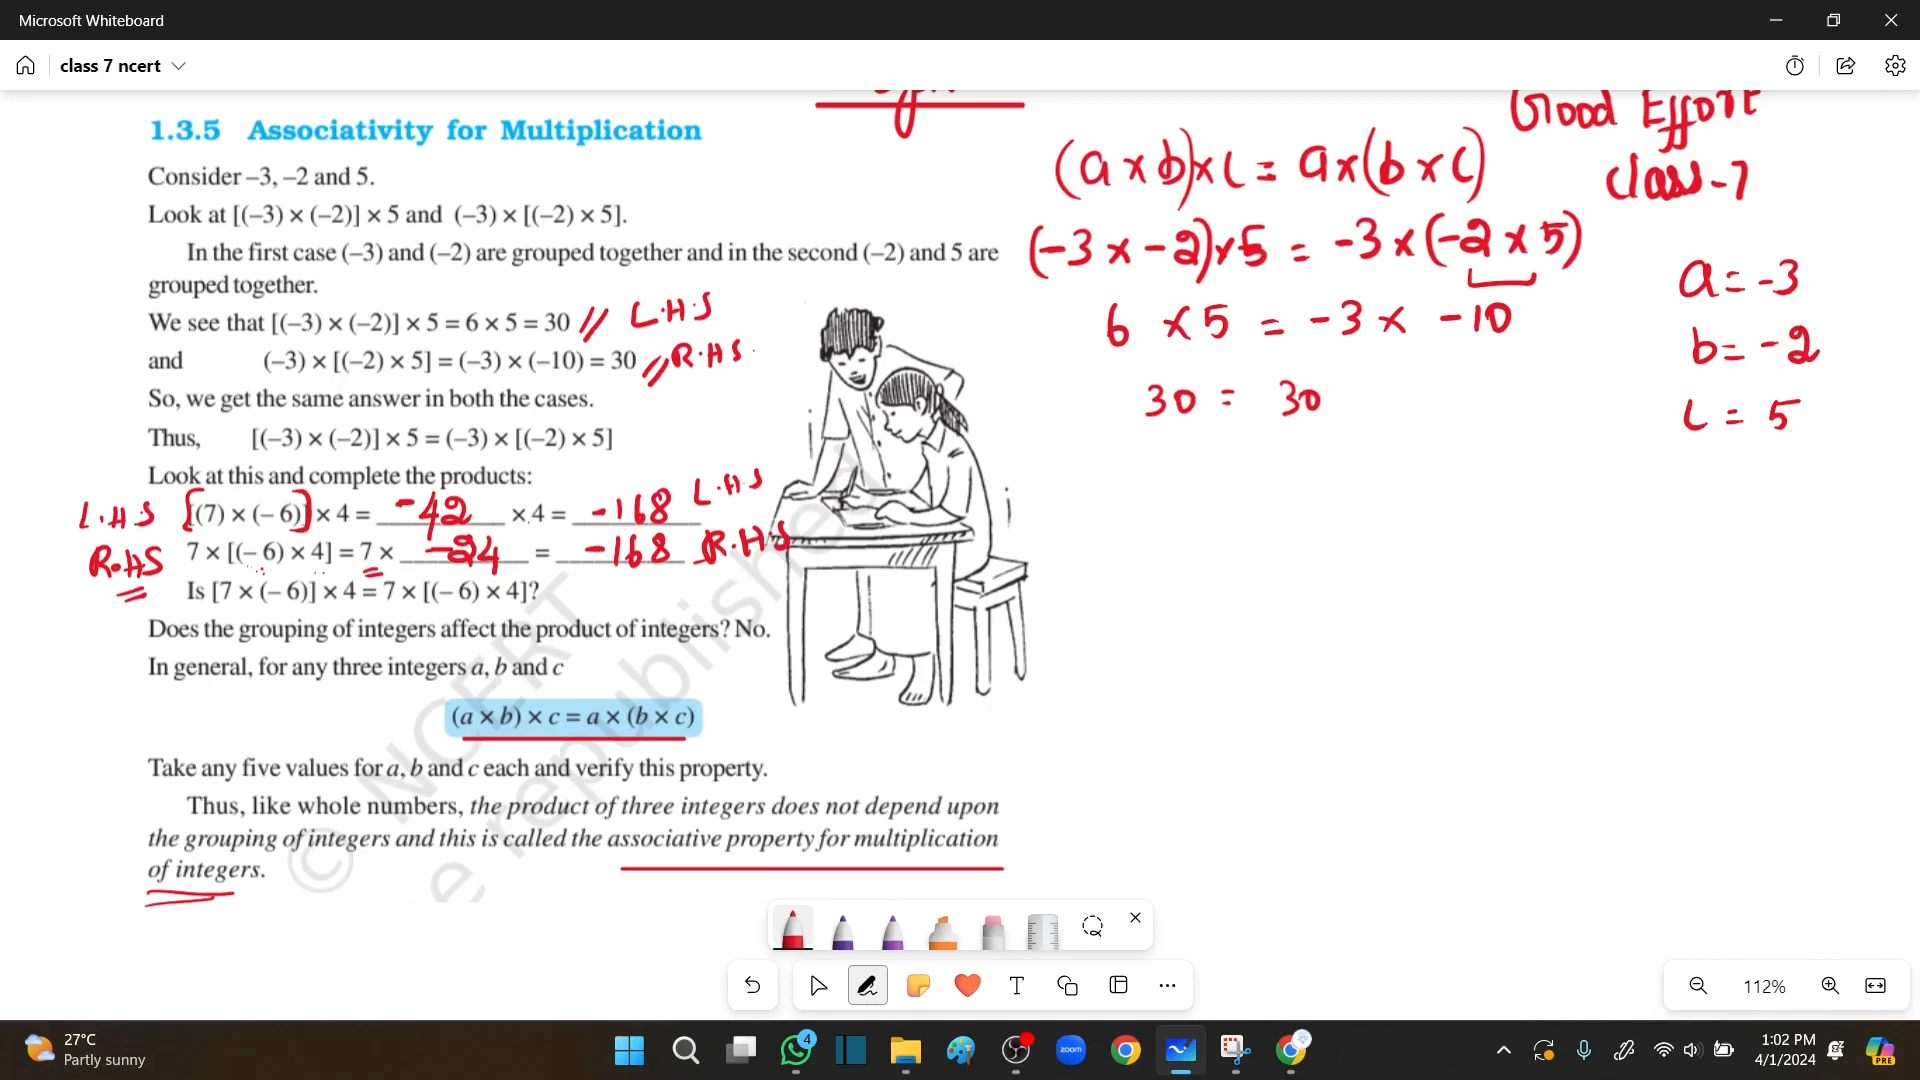 Microsoft Whiteboard
class 7 ncert
1.3.5 Associativity for Multiplication
Consider –3, –2 and 5.
Look at [(–3) × (–2)] × 5 and (–3) × [(–2) × 5].
In the first case (–3) and (–2) are grouped together and in the second (–2) and 5 are
grouped together.
We see that [(–3) × (–2)] × 5 = 6 × 5 = 30 // L.H.S
and (–3) × [(–2) × 5] = (–3) × (–10) = 30 // R.H.S
So, we get the same answer in both the cases.
Thus, [(–3) × (–2)] × 5 = (–3) × [(–2) × 5]
Look at this and complete the products:
L.H.S [(7) × (– 6)] × 4 = -42 × 4 = -168 L.H.S
R.H.S 7 × [(– 6) × 4] = 7 × -24 = -168 R.H.S
Is [7 × (– 6)] × 4 = 7 × [(– 6) × 4]?
Does the grouping of integers affect the product of integers? No.
In general, for any three integers a, b and c
(a × b) × c = a × (b × c)
Take any five values for a, b and c each and verify this property.
Thus, like whole numbers, the product of three integers does not depend upon
the grouping of integers and this is called the associative property for multiplication
of integers.
© NCERT
e republished
Good Effort
class-7
(a × b) × c = a × (b × c)
(-3 × -2) × 5 = -3 × (-2 × 5)
6 × 5 = -3 × -10
30 = 30
a = -3
b = -2
c = 5
112%
27°C
Partly sunny
4
zoom
1:02 PM
4/1/2024
PRE